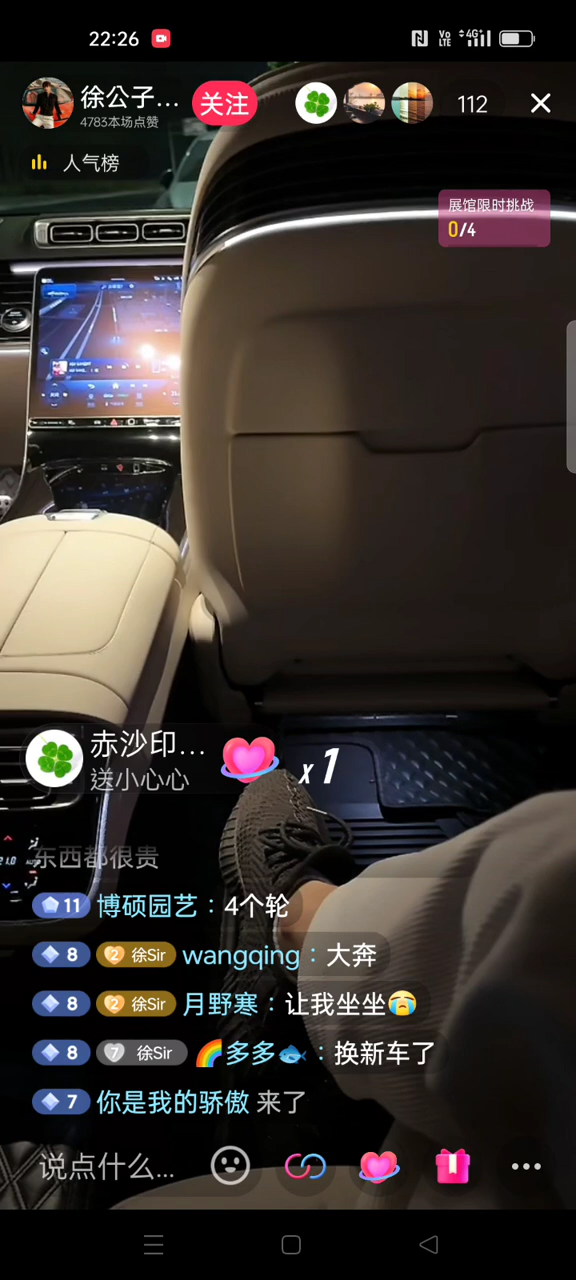 22:26
Vo
LTE
4G+
徐公子...
4783本场点赞
关注
112
人气榜
展馆限时挑战
0/4
赤沙印...
送小心心
x 1
东西都很贵
11 博硕园艺：4个轮
8 2 徐Sir wangqing：大奔
8 2 徐Sir 月野寒：让我坐坐😭
8 7 徐Sir 🌈多多🐟：换新车了
7 你是我的骄傲 来了
说点什么...